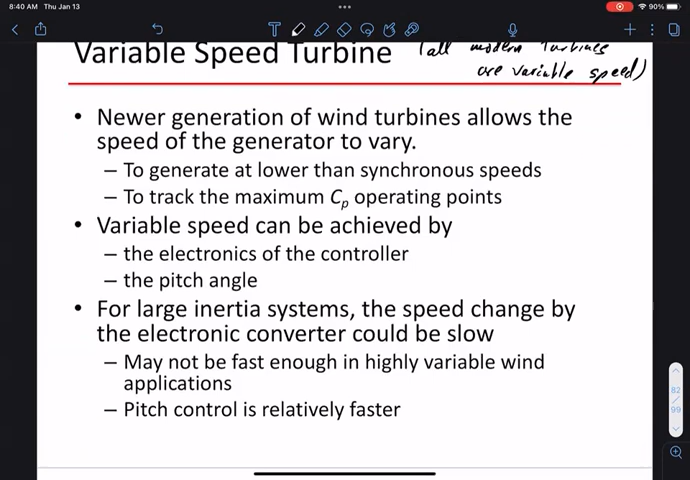 8:40 AM Thu Jan 13
90%
Variable Speed Turbine (all modern Turbines
are variable speed)
• Newer generation of wind turbines allows the
speed of the generator to vary.
– To generate at lower than synchronous speeds
– To track the maximum Cp operating points
• Variable speed can be achieved by
– the electronics of the controller
– the pitch angle
• For large inertia systems, the speed change by
the electronic converter could be slow
– May not be fast enough in highly variable wind
applications
– Pitch control is relatively faster
82
/
99